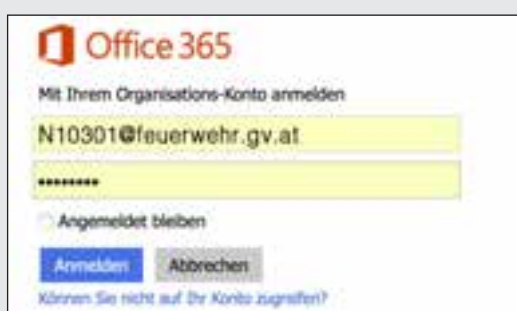 Office 365
Mit Ihrem Organisations-Konto anmelden
N10301@feuerwehr.gv.at
••••••••
Angemeldet bleiben
Anmelden Abbrechen
Können Sie nicht auf Ihr Konto zugreifen?